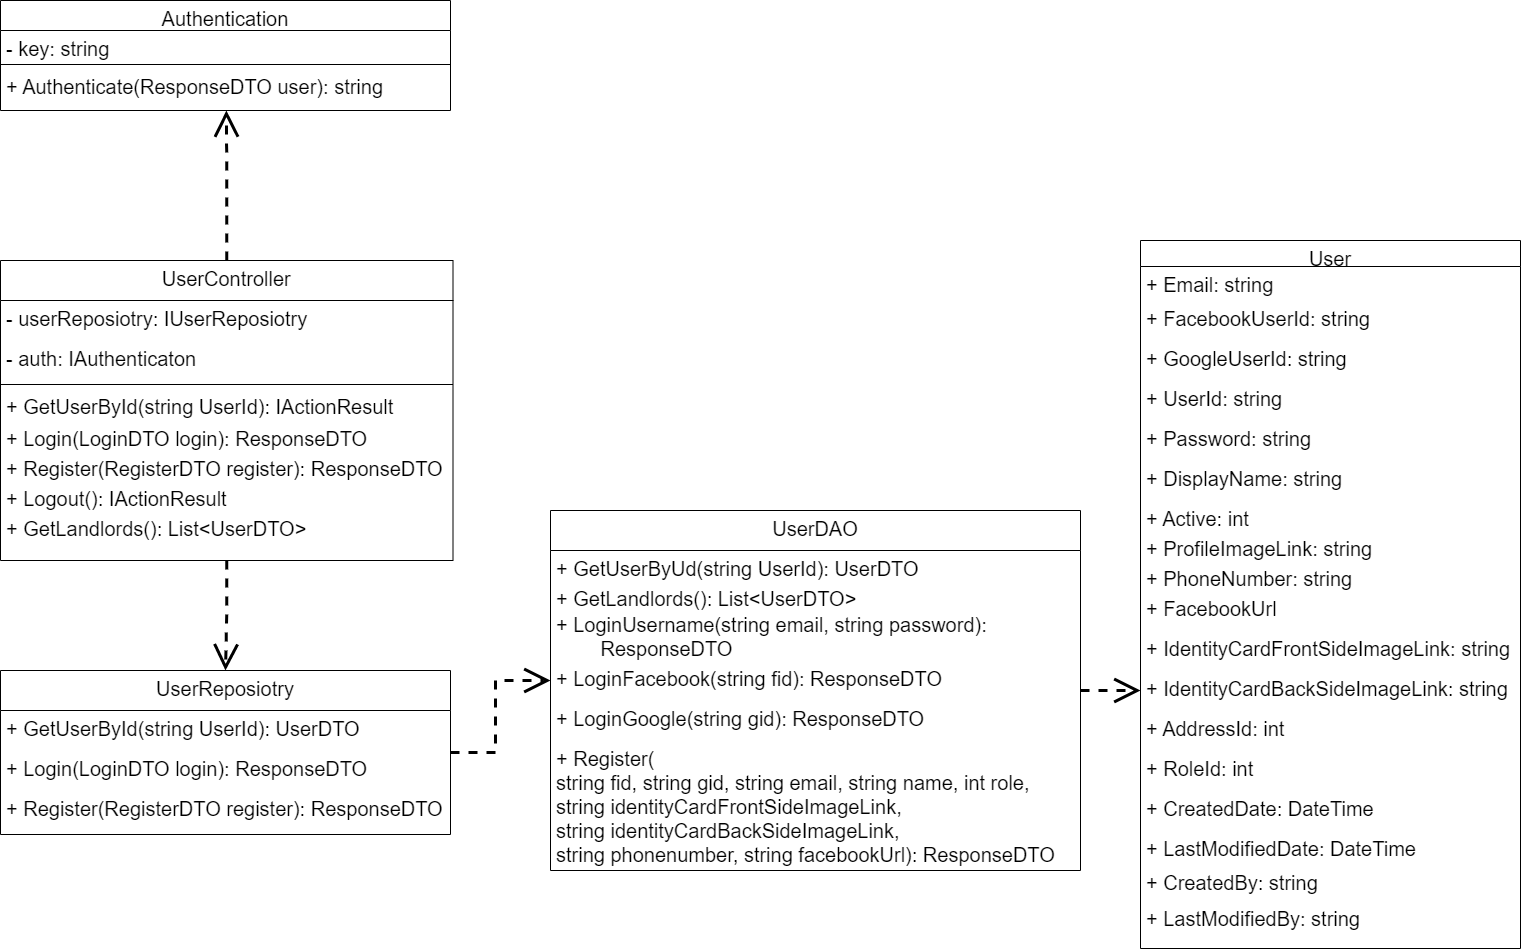 Authentication
- key: string
+ Authenticate(ResponseDTO user): string
UserController
- userReposiotry: IUserReposiotry
- auth: IAuthenticaton
+ GetUserById(string UserId): IActionResult
+ Login(LoginDTO login): ResponseDTO
+ Register(RegisterDTO register): ResponseDTO
+ Logout(): IActionResult
+ GetLandlords(): List<UserDTO>
UserReposiotry
+ GetUserById(string UserId): UserDTO
+ Login(LoginDTO login): ResponseDTO
+ Register(RegisterDTO register): ResponseDTO
UserDAO
+ GetUserByUd(string UserId): UserDTO
+ GetLandlords(): List<UserDTO>
+ LoginUsername(string email, string password):
ResponseDTO
+ LoginFacebook(string fid): ResponseDTO
+ LoginGoogle(string gid): ResponseDTO
+ Register(
string fid, string gid, string email, string name, int role,
string identityCardFrontSideImageLink,
string identityCardBackSideImageLink,
string phonenumber, string facebookUrl): ResponseDTO
User
+ Email: string
+ FacebookUserId: string
+ GoogleUserId: string
+ UserId: string
+ Password: string
+ DisplayName: string
+ Active: int
+ ProfileImageLink: string
+ PhoneNumber: string
+ FacebookUrl
+ IdentityCardFrontSideImageLink: string
+ IdentityCardBackSideImageLink: string
+ AddressId: int
+ RoleId: int
+ CreatedDate: DateTime
+ LastModifiedDate: DateTime
+ CreatedBy: string
+ LastModifiedBy: string